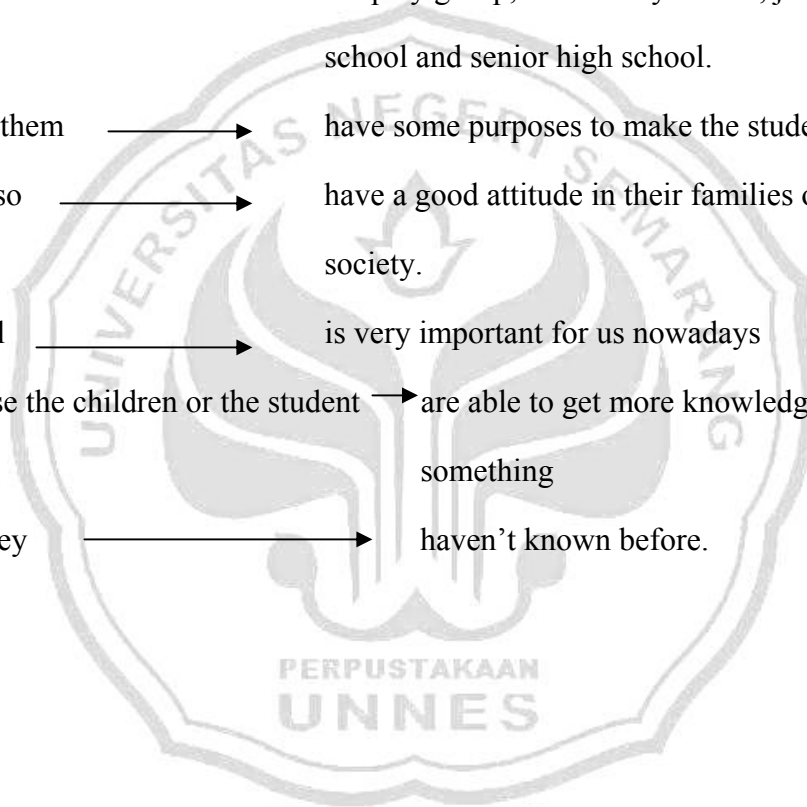 school and senior high school.
them → have some purposes to make the
so → have a good attitude in their families
society.
→ is very important for us nowadays
the children or the student → are able to get more
something
→ haven't known before.
UNIVERSITAS NEGERI SEMARANG
PERPUSTAKAAN
UNNES